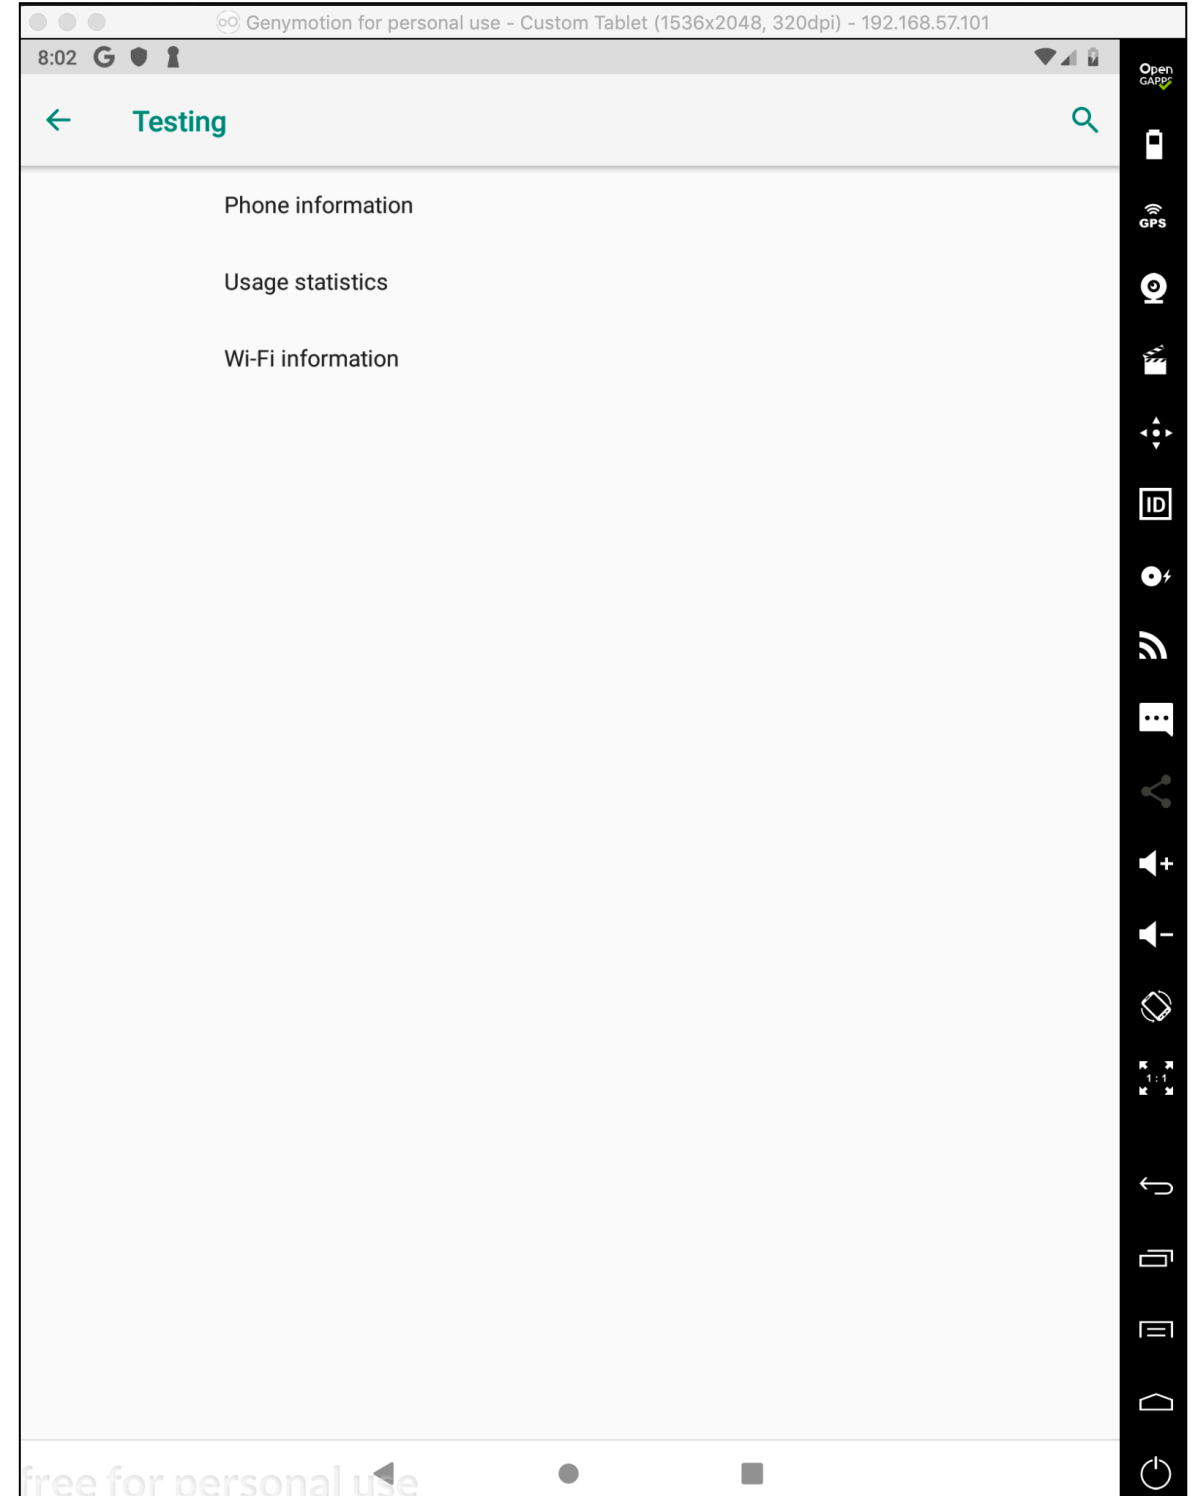 Genymotion for personal use - Custom Tablet (1536x2048, 320dpi) - 192.168.57.101
8:02 G
Open
GAPPS
Testing
Phone information
GPS
Usage statistics
Wi-Fi information
ID
1:1
free for personal use